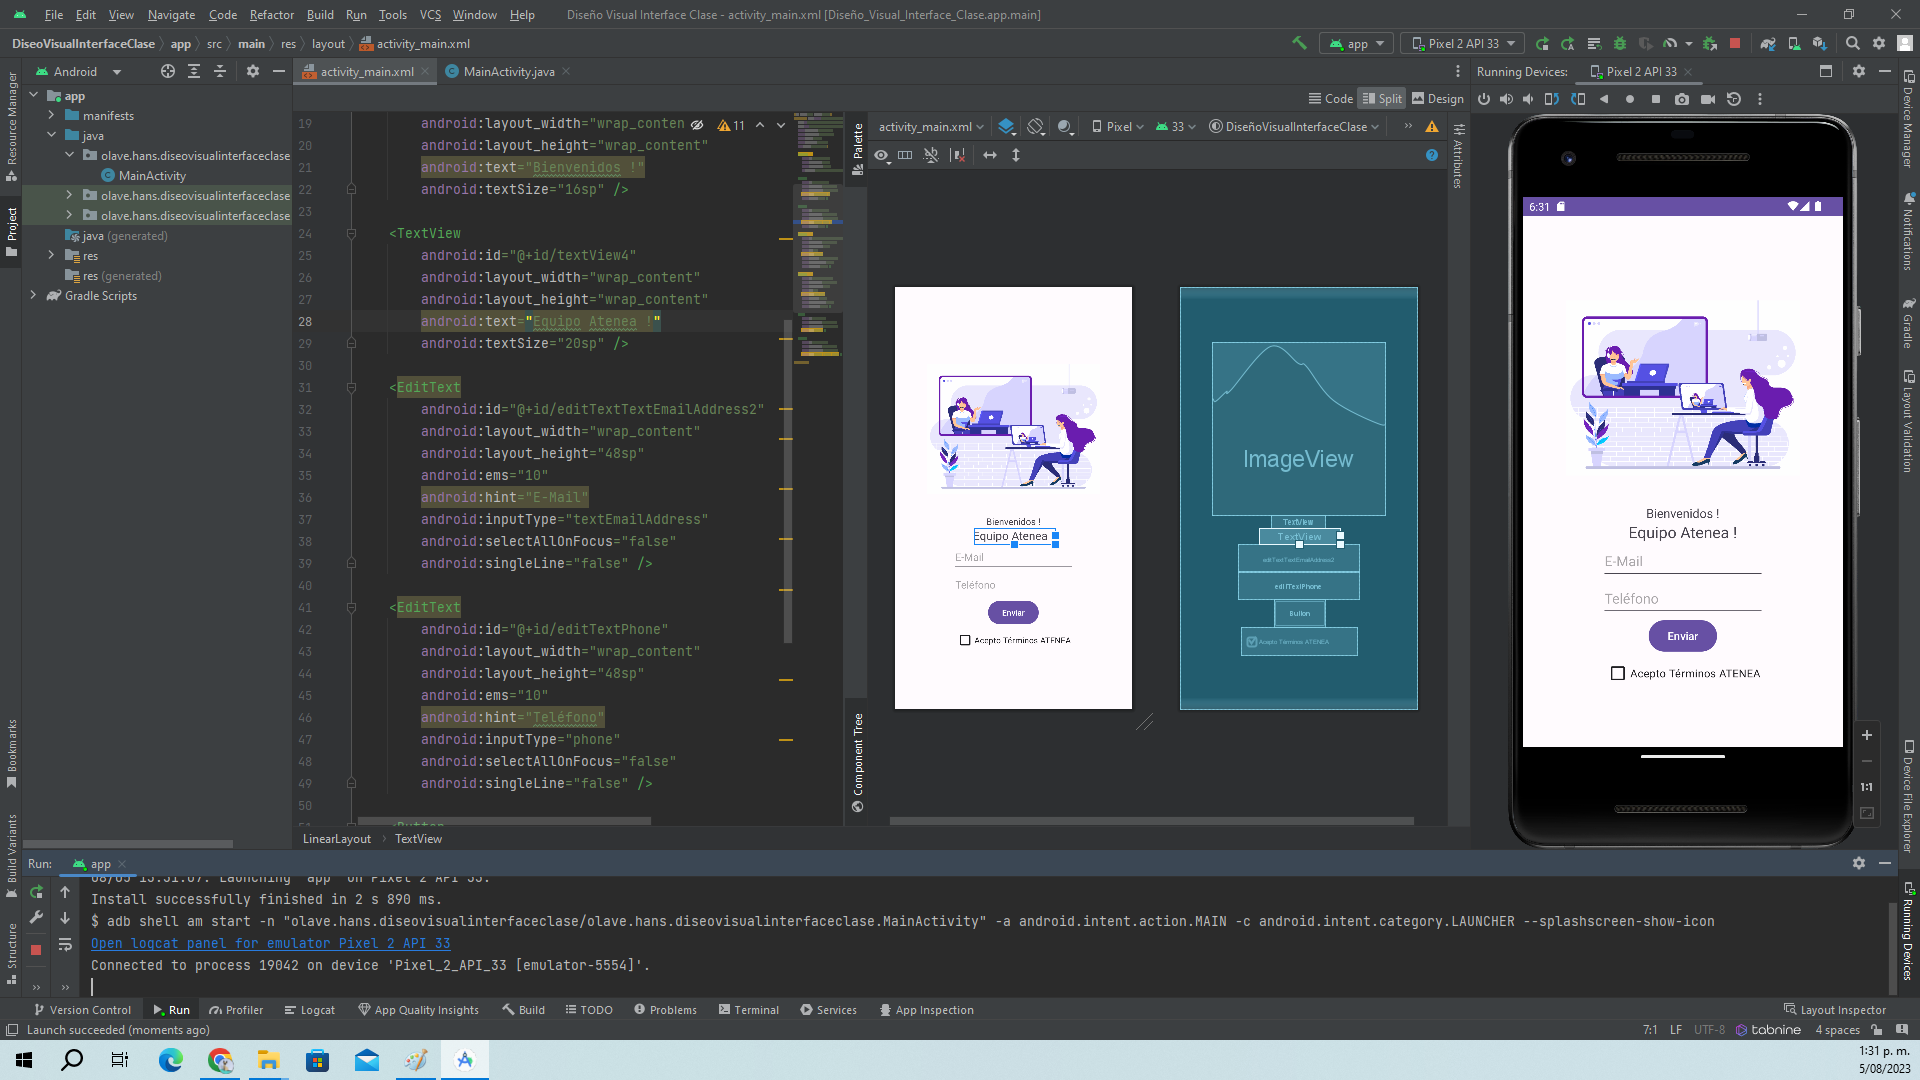 File Edit View Navigate Code Refactor Build Run Tools VCS Window Help Diseño Visual Interface Clase - activity_main.xml [Diseño_Visual_Interface_Clase.app.main]
DiseoVisualInterfaceClase app src main res layout activity_main.xml app Pixel 2 API 33
Android activity_main.xml MainActivity.java Running Devices: Pixel 2 API 33
Code Split Design
app
manifests
java
olave.hans.diseovisualinterfaceclase
MainActivity
olave.hans.diseovisualinterfaceclase
olave.hans.diseovisualinterfaceclase
java (generated)
res
res (generated)
Gradle Scripts
Resource Manager
Project
Bookmarks
Build Variants
Structure
19 android:layout_width="wrap_conten 11
20 android:layout_height="wrap_content"
21 android:text="Bienvenidos !"
22 android:textSize="16sp" />
23
24 <TextView
25 android:id="@+id/textView4"
26 android:layout_width="wrap_content"
27 android:layout_height="wrap_content"
28 android:text="Equipo Atenea !"
29 android:textSize="20sp" />
30
31 <EditText
32 android:id="@+id/editTextTextEmailAddress2"
33 android:layout_width="wrap_content"
34 android:layout_height="48sp"
35 android:ems="10"
36 android:hint="E-Mail"
37 android:inputType="textEmailAddress"
38 android:selectAllOnFocus="false"
39 android:singleLine="false" />
40
41 <EditText
42 android:id="@+id/editTextPhone"
43 android:layout_width="wrap_content"
44 android:layout_height="48sp"
45 android:ems="10"
46 android:hint="Teléfono"
47 android:inputType="phone"
48 android:selectAllOnFocus="false"
49 android:singleLine="false" />
50
51 <Button
LinearLayout TextView
Palette
Component Tree
activity_main.xml Pixel 33 DiseñoVisualInterfaceClase
Attributes
Bienvenidos !
Equipo Atenea !
E-Mail
Teléfono
Enviar
Acepto Términos ATENEA
ImageView
TextView
TextView
editTextTextEmailAddress2
editTextPhone
Button
Acepto Términos ATENEA
6:31
Bienvenidos !
Equipo Atenea !
E-Mail
Teléfono
Enviar
Acepto Términos ATENEA
1:1
Device Manager
Notifications
Gradle
Layout Validation
Device File Explorer
Running Devices
Run: app
08/05 13:31:07: Launching 'app' on 'Pixel 2 API 33.
Install successfully finished in 2 s 890 ms.
$ adb shell am start -n "olave.hans.diseovisualinterfaceclase/olave.hans.diseovisualinterfaceclase.MainActivity" -a android.intent.action.MAIN -c android.intent.category.LAUNCHER --splashscreen-show-icon
Open logcat panel for emulator Pixel 2 API 33
Connected to process 19042 on device 'Pixel_2_API_33 [emulator-5554]'.
Version Control Run Profiler Logcat App Quality Insights Build TODO Problems Terminal Services App Inspection Layout Inspector
Launch succeeded (moments ago) 7:1 LF UTF-8 tabnine 4 spaces
1:31 p. m.
5/08/2023